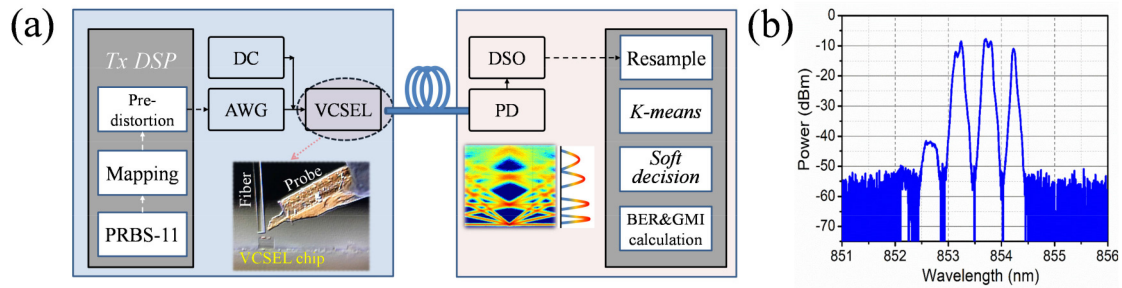 (a)
Tx DSP
Pre-
distortion
Mapping
PRBS-11
DC
AWG
VCSEL
Fiber
Probe
VCSEL chip
DSO
PD
Resample
K-means
Soft
decision
BER&GMI
calculation
(b)
Power (dBm)
0
-10
-20
-30
-40
-50
-60
-70
851
852
853
854
855
856
Wavelength (nm)